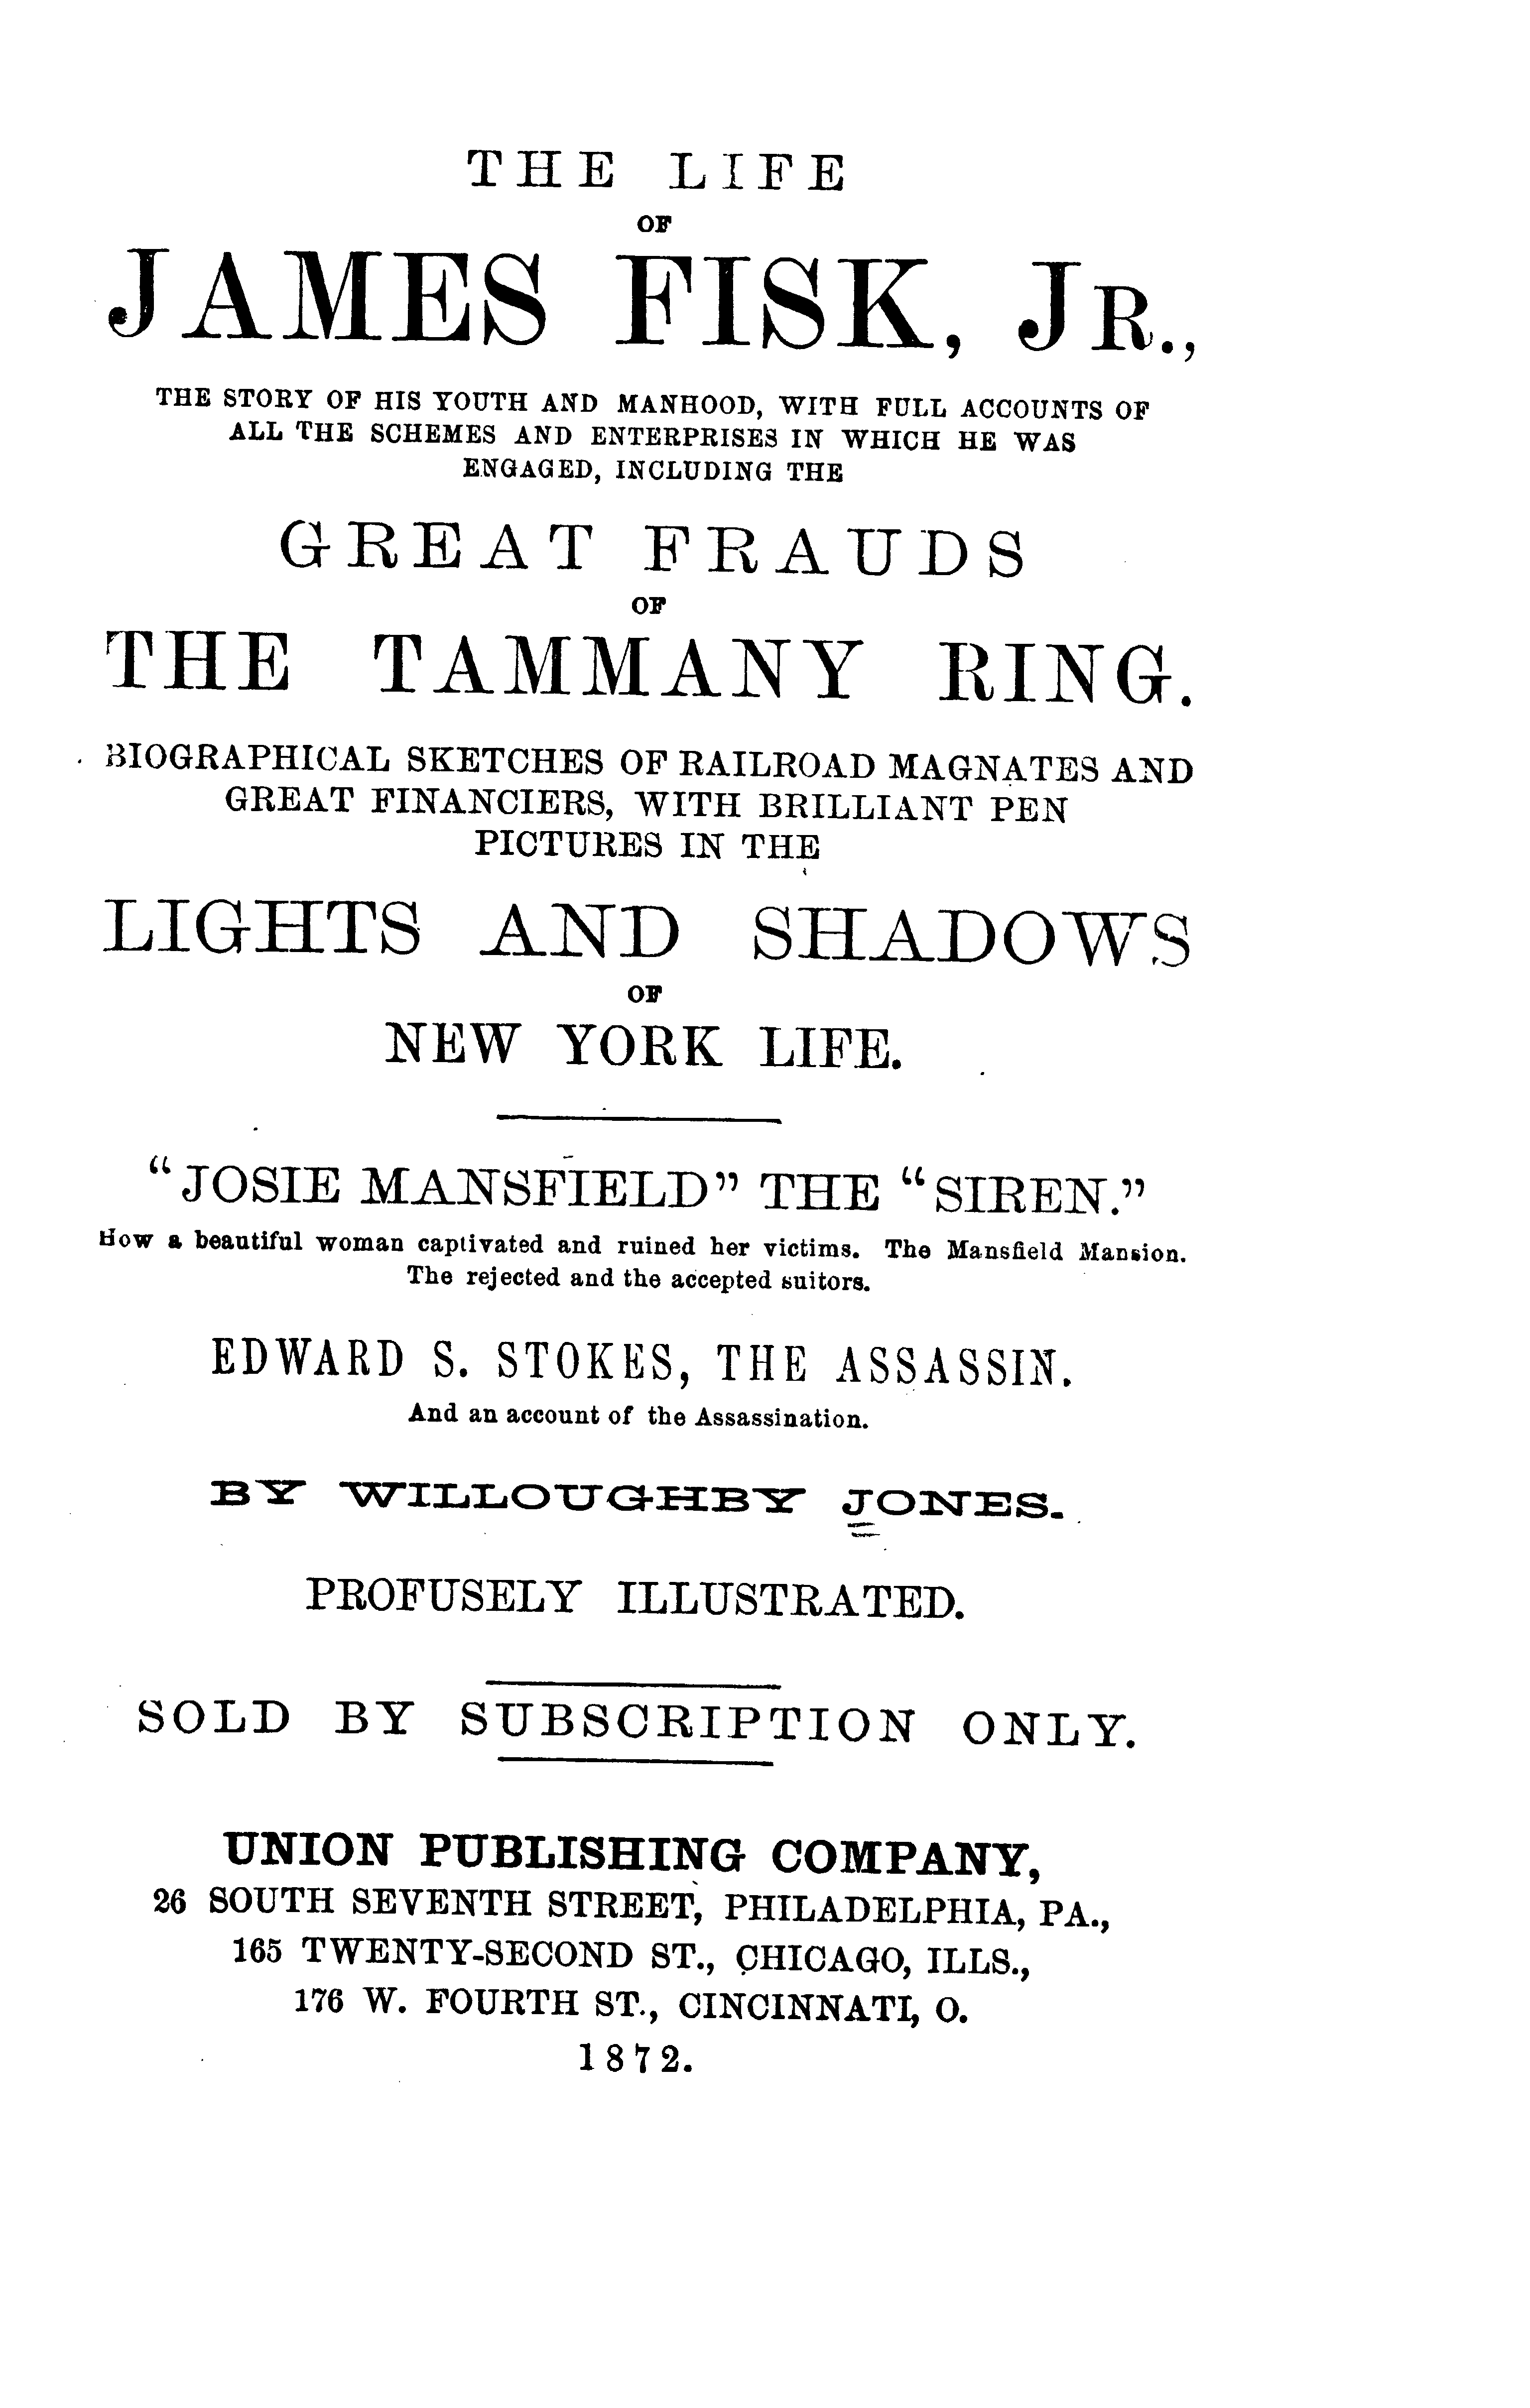 THE LIFE
OF
JAMES FISK, JR.,
THE STORY OF HIS YOUTH AND MANHOOD, WITH FULL ACCOUNTS OF
ALL THE SCHEMES AND ENTERPRISES IN WHICH HE WAS
ENGAGED, INCLUDING THE
GREAT FRAUDS
OF
THE TAMMANY RING.
BIOGRAPHICAL SKETCHES OF RAILROAD MAGNATES AND
GREAT FINANCIERS, WITH BRILLIANT PEN
PICTURES IN THE
LIGHTS AND SHADOWS
OF
NEW YORK LIFE.
"JOSIE MANSFIELD" THE "SIREN."
How a beautiful woman captivated and ruined her victims. The Mansfield Mansion.
The rejected and the accepted suitors.
EDWARD S. STOKES, THE ASSASSIN.
And an account of the Assassination.
BY WILLOUGHBY JONES.
PROFUSELY ILLUSTRATED.
SOLD BY SUBSCRIPTION ONLY.
UNION PUBLISHING COMPANY,
26 SOUTH SEVENTH STREET, PHILADELPHIA, PA.,
165 TWENTY-SECOND ST., CHICAGO, ILLS.,
176 W. FOURTH ST., CINCINNATI, O.
1872.